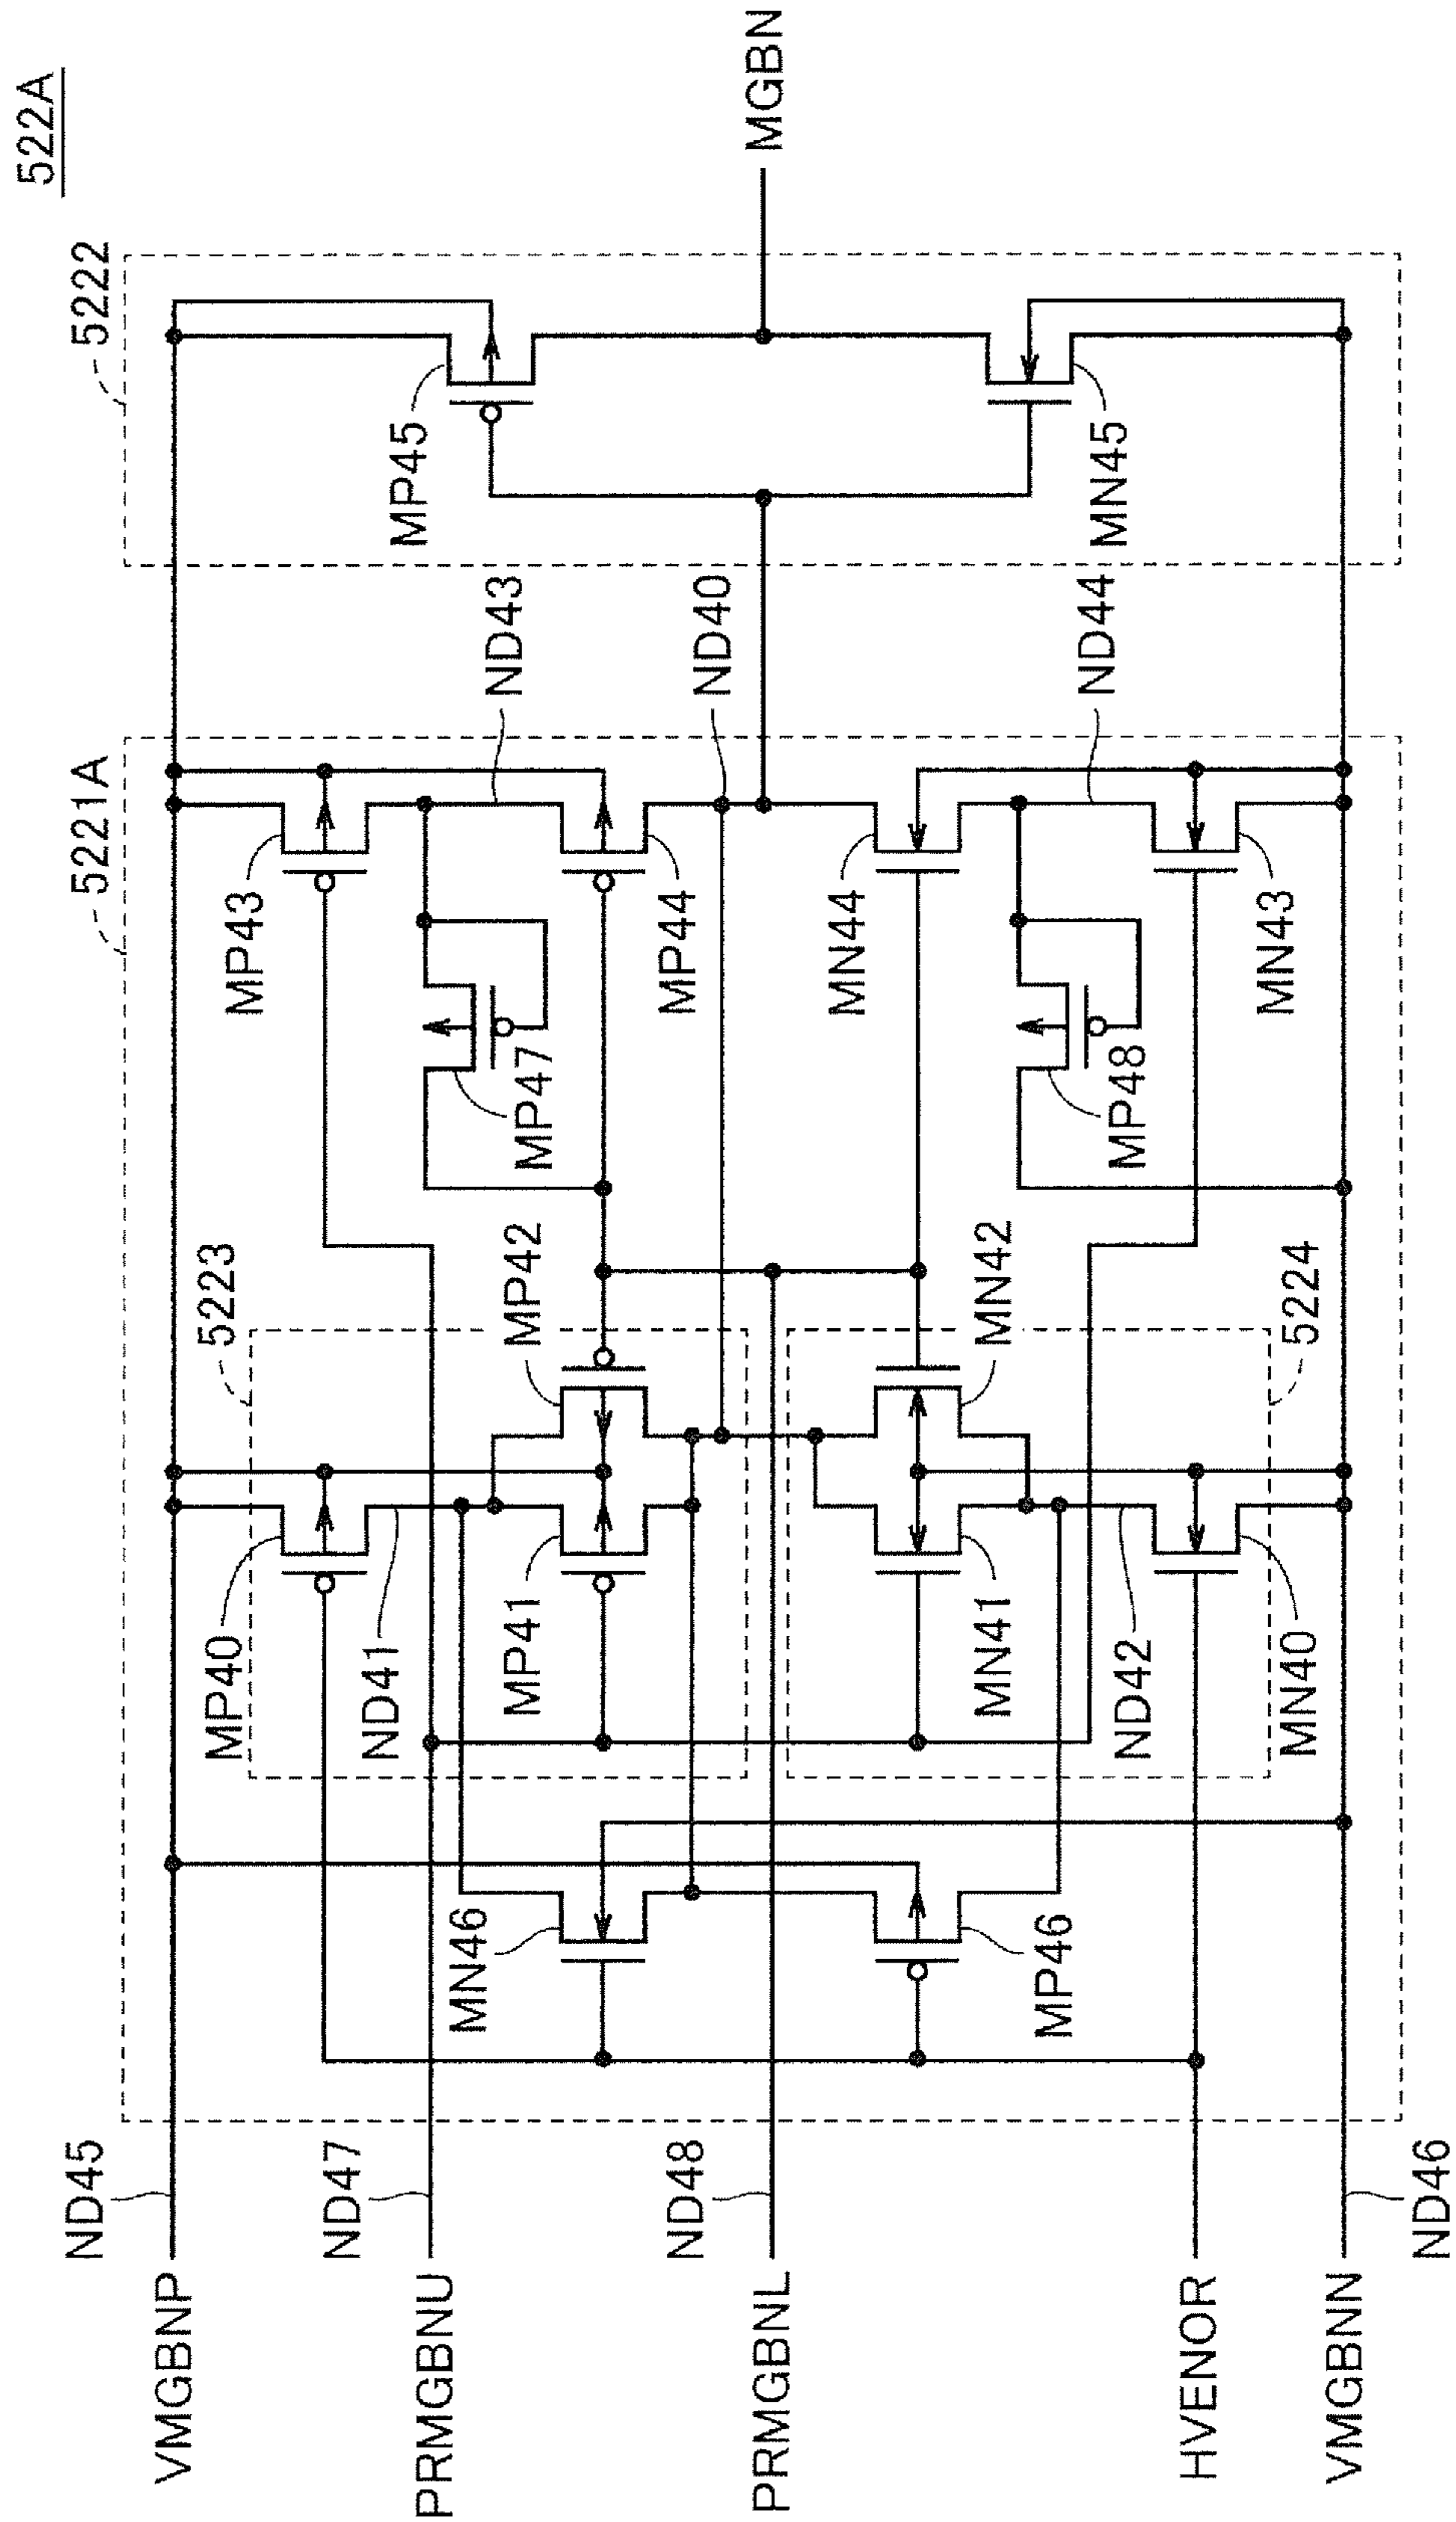 522A
5221A
5222
5223
5224
VMGBNP
ND45
PRMGBNU
ND47
PRMGBNL
ND48
HVENOR
VMGBNN
ND46
MP40
ND41
MP41
MP42
MN46
MP46
MN41
MN42
ND42
MN40
MP43
MP47
ND43
MP44
ND40
MN44
MP48
ND44
MN43
MP45
MN45
MGBN